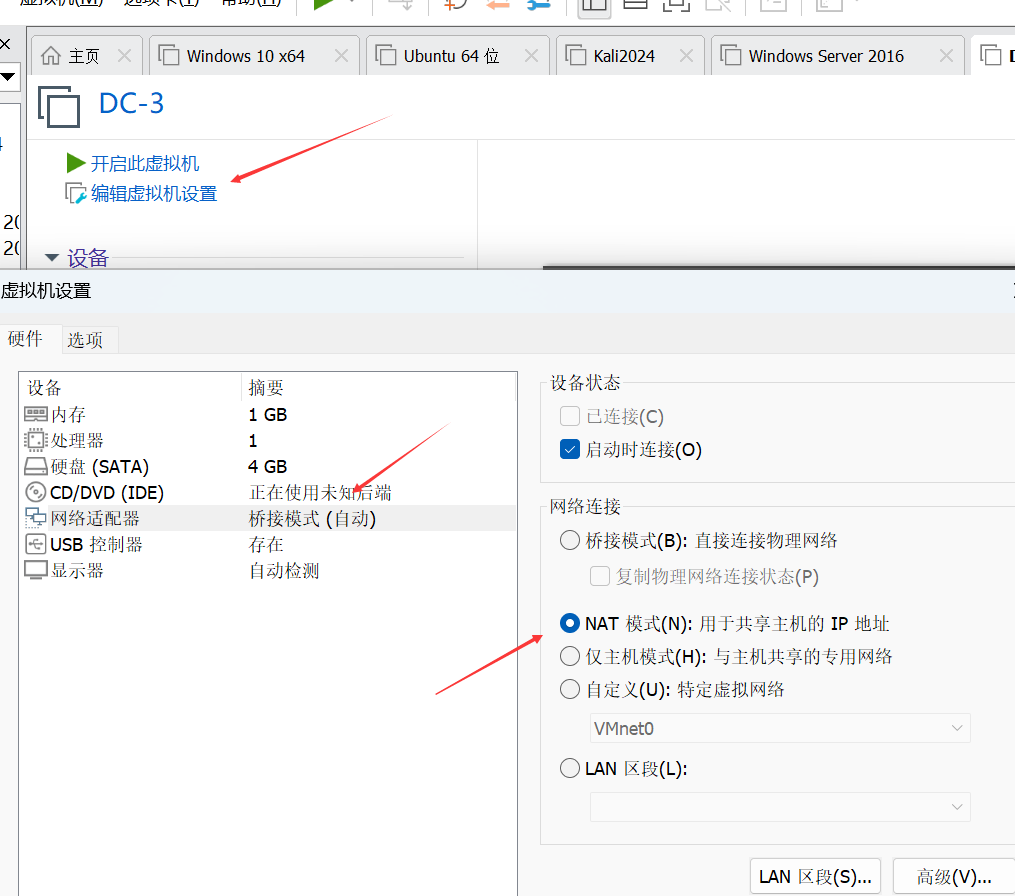 虚拟机(M) 选项卡(T) 帮助(H)
主页 Windows 10 x64 Ubuntu 64 位 Kali2024 Windows Server 2016
DC-3
开启此虚拟机
编辑虚拟机设置
设备
虚拟机设置
硬件 选项
设备 摘要
内存 1 GB
处理器 1
硬盘 (SATA) 4 GB
CD/DVD (IDE) 正在使用未知后端
网络适配器 桥接模式 (自动)
USB 控制器 存在
显示器 自动检测
设备状态
已连接(C)
启动时连接(O)
网络连接
桥接模式(B): 直接连接物理网络
复制物理网络连接状态(P)
NAT 模式(N): 用于共享主机的 IP 地址
仅主机模式(H): 与主机共享的专用网络
自定义(U): 特定虚拟网络
VMnet0
LAN 区段(L):
LAN 区段(S)... 高级(V)...